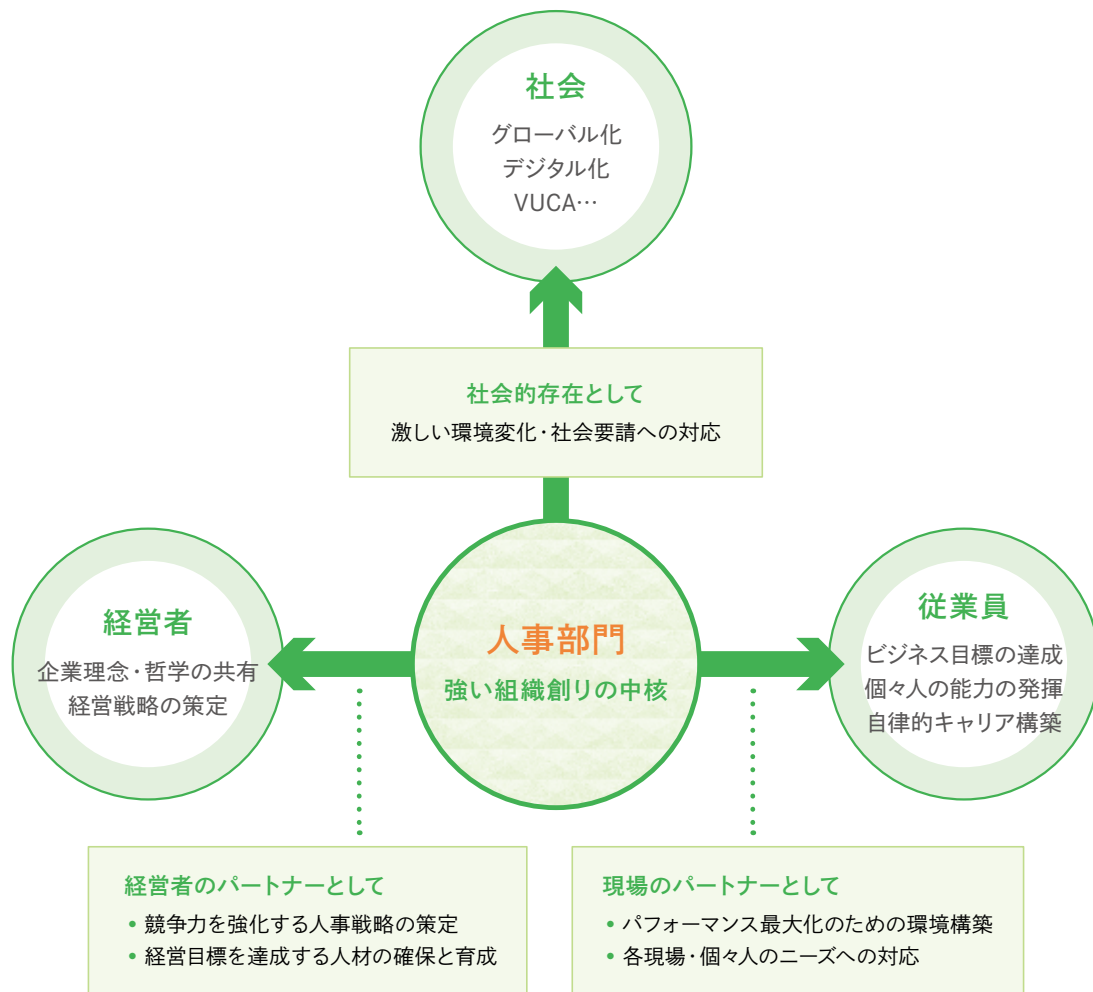 社会
グローバル化
デジタル化
VUCA…
社会的存在として
激しい環境変化・社会要請への対応
人事部門
強い組織創りの中核
経営者
企業理念・哲学の共有
経営戦略の策定
従業員
ビジネス目標の達成
個々人の能力の発揮
自律的キャリア構築
経営者のパートナーとして
• 競争力を強化する人事戦略の策定
• 経営目標を達成する人材の確保と育成
現場のパートナーとして
• パフォーマンス最大化のための環境構築
• 各現場・個々人のニーズへの対応